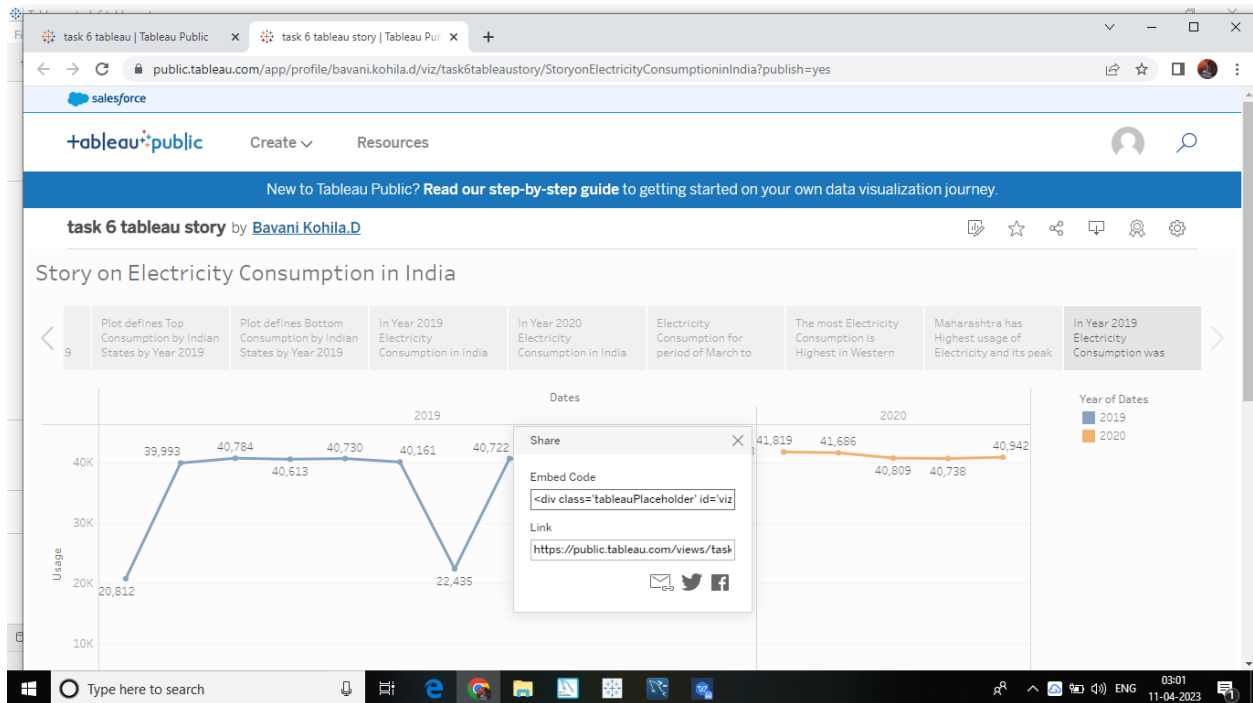 task 6 tableau | Tableau Public
task 6 tableau story | Tableau Pub
public.tableau.com/app/profile/bavani.kohila.d/viz/task6tableaustory/StoryonElectricityConsumptioninIndia?publish=yes
salesforce
+ableau public
Create
Resources
New to Tableau Public? Read our step-by-step guide to getting started on your own data visualization journey.
task 6 tableau story by Bavani Kohila.D
Story on Electricity Consumption in India
9
Plot defines Top
Consumption by Indian
States by Year 2019
Plot defines Bottom
Consumption by Indian
States by Year 2019
In Year 2019
Electricity
Consumption in India
In Year 2020
Electricity
Consumption in India
Electricity
Consumption for
period of March to
The most Electricity
Consumption is
Highest in Western
Maharashtra has
Highest usage of
Electricity and its peak
In Year 2019
Electricity
Consumption was
Dates
2019
2020
Year of Dates
2019
2020
Usage
40K
30K
20K
10K
20,812
39,993
40,784
40,613
40,730
40,161
22,435
40,722
41,819
41,686
40,809
40,738
40,942
Share
Embed Code
<div class='tableauPlaceholder' id='viz
Link
https://public.tableau.com/views/task
Type here to search
ENG
03:01
11-04-2023
1